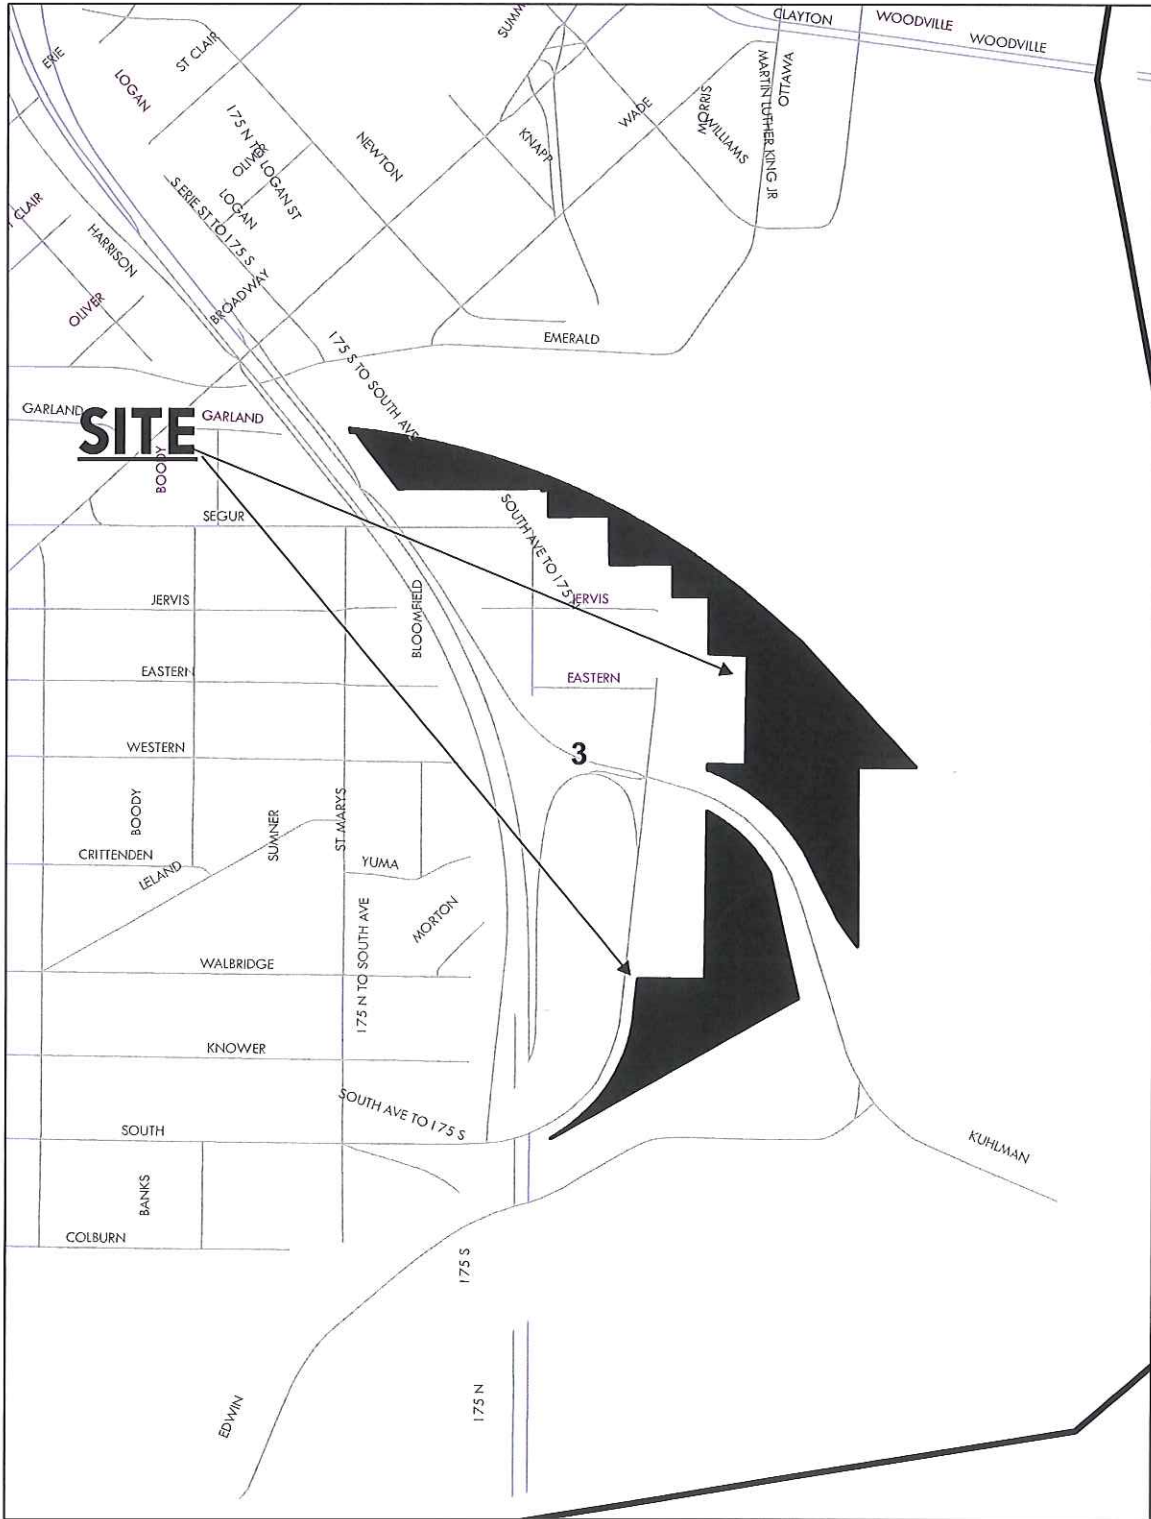 CLAYTON
WOODVILLE
WOODVILLE
SUMM
ERIE
ST CLAIR
LOGAN
MARTIN LUTHER KING JR
OTTAWA
MORRIS
WILLIAMS
WADE
KNAPP
NEWTON
175 N TO LOGAN ST
OLIVER
LOGAN
S ERIE ST TO 175 S
CLAIR
HARRISON
OLIVER
BROADWAY
EMERALD
175 S TO SOUTH AVE
GARLAND
SITE
GARLAND
BOODY
SEGUR
SOUTH AVE TO 175
JERVIS
BLOOMFIELD
JERVIS
EASTERN
EASTERN
WESTERN
3
BOODY
SUMNER
ST MARYS
CRITTENDEN
LELAND
YUMA
MORTON
WALBRIDGE
175 N TO SOUTH AVE
KNOWER
SOUTH AVE TO 175 S
SOUTH
KUHLMAN
BANKS
COLBURN
175 S
175 N
EDWIN